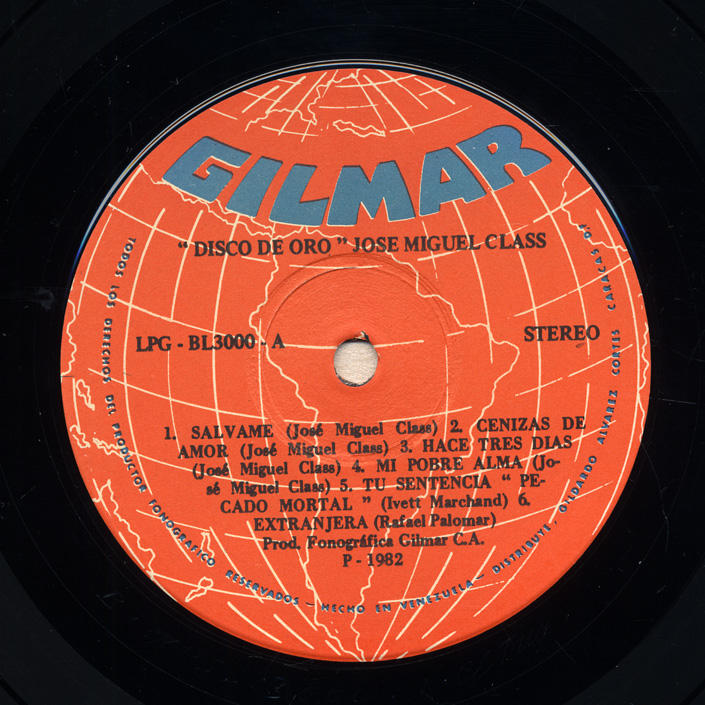 GILMAR
“ DISCO DE ORO ” JOSE MIGUEL CLASS
LPG - BL3000 - A
STEREO
1. SALVAME (José Miguel Class) 2. CENIZAS DE
AMOR (José Miguel Class) 3. HACE TRES DIAS
(José Miguel Class) 4. MI POBRE ALMA (Jo-
sé Miguel Class) 5. TU SENTENCIA “ PE-
CADO MORTAL ” (Ivett Marchand) 6.
EXTRANJERA (Rafael Palomar)
Prod. Fonográfica Gilmar C.A.
P - 1982
TODOS LOS DERECHOS DEL PRODUCTOR FONOGRAFICO RESERVADOS — HECHO EN VENEZUELA — DISTRIBUYE, GILDARDO ALVAREZ CORTES CARACAS DF